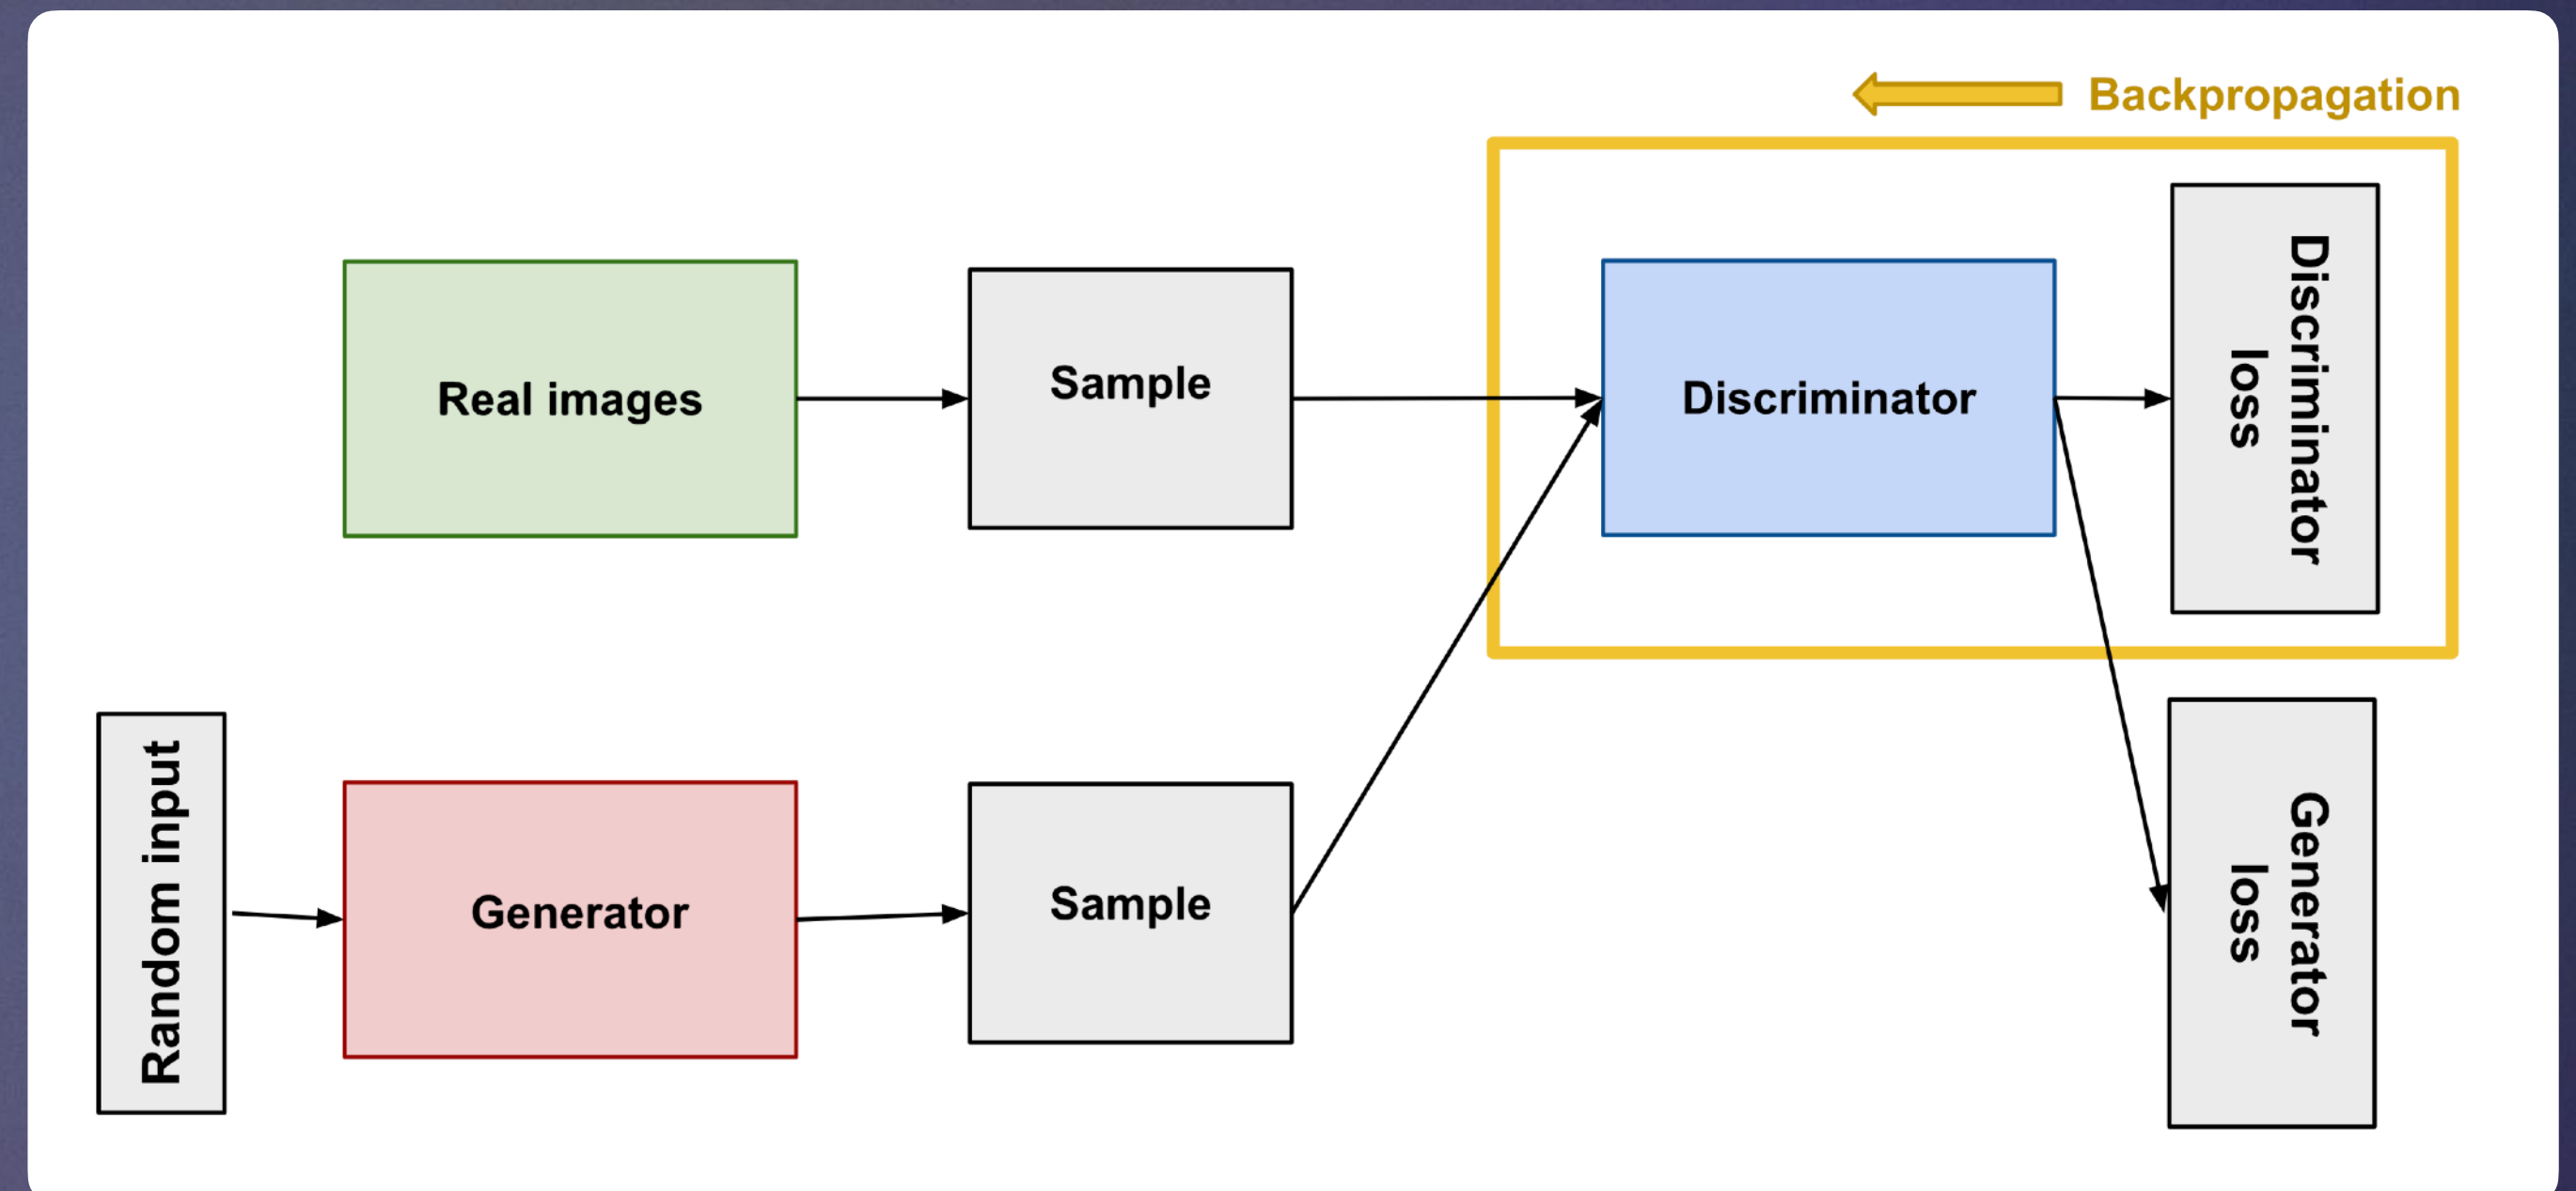 Backpropagation
Real images
Sample
Discriminator
Discriminator
loss
Random input
Generator
Sample
Generator
loss